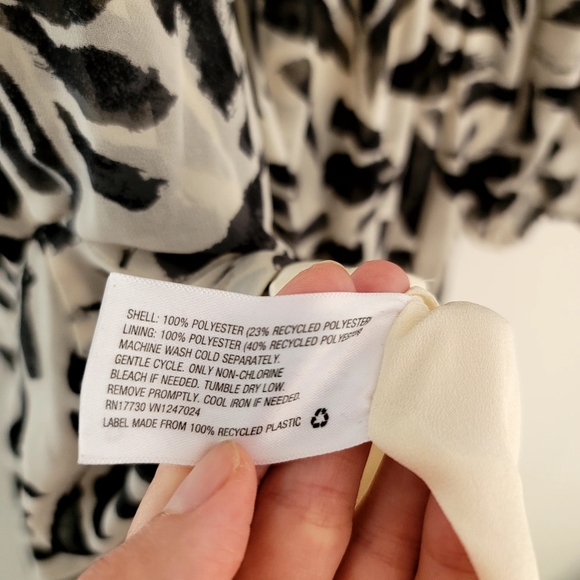 SHELL: 100% POLYESTER (23% RECYCLED POLYESTER
LINING: 100% POLYESTER (40% RECYCLED POLYESTER
MACHINE WASH COLD SEPARATELY.
GENTLE CYCLE. ONLY NON-CHLORINE
BLEACH IF NEEDED. TUMBLE DRY LOW.
REMOVE PROMPTLY. COOL IRON IF NEEDED.
RN17730 VN1247024
LABEL MADE FROM 100% RECYCLED PLASTIC